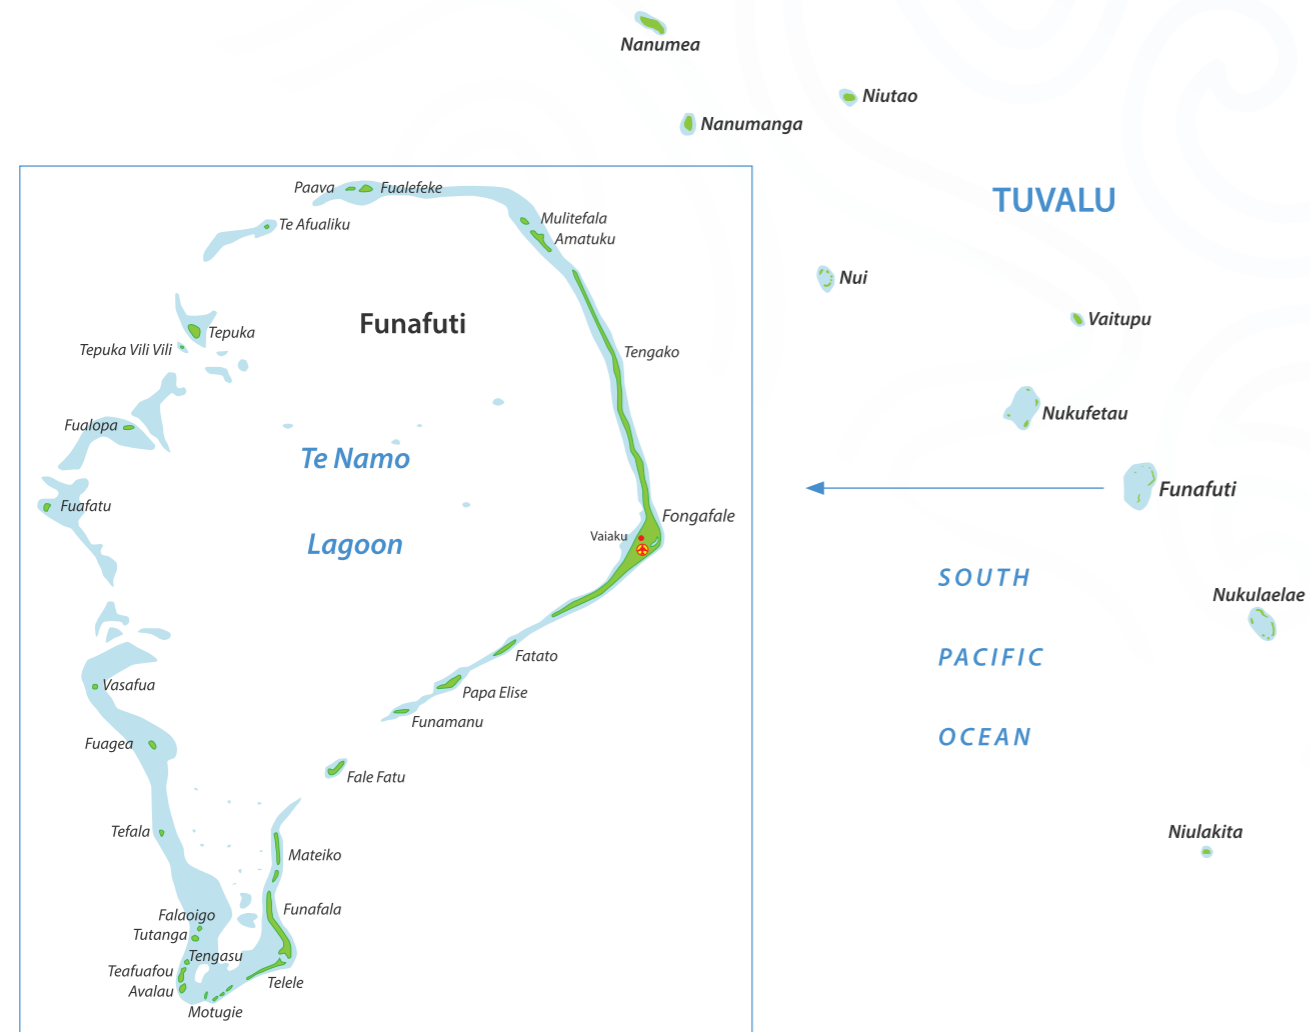 Nanumea
Niutao
Nanumanga
TUVALU
Nui
Vaitupu
Nukufetau
Funafuti
SOUTH
PACIFIC
OCEAN
Nukulaelae
Niulakita
Paava
Fualefeke
Te Afualiku
Mulitefala
Amatuku
Funafuti
Tepuka
Tepuka Vili Vili
Tengako
Fualopa
Te Namo
Lagoon
Fuafatu
Fongafale
Vaiaku
Fatato
Papa Elise
Funamanu
Vasafua
Fuagea
Fale Fatu
Tefala
Mateiko
Funafala
Falaoigo
Tutanga
Tengasu
Teafuafou
Avalau
Telele
Motugie